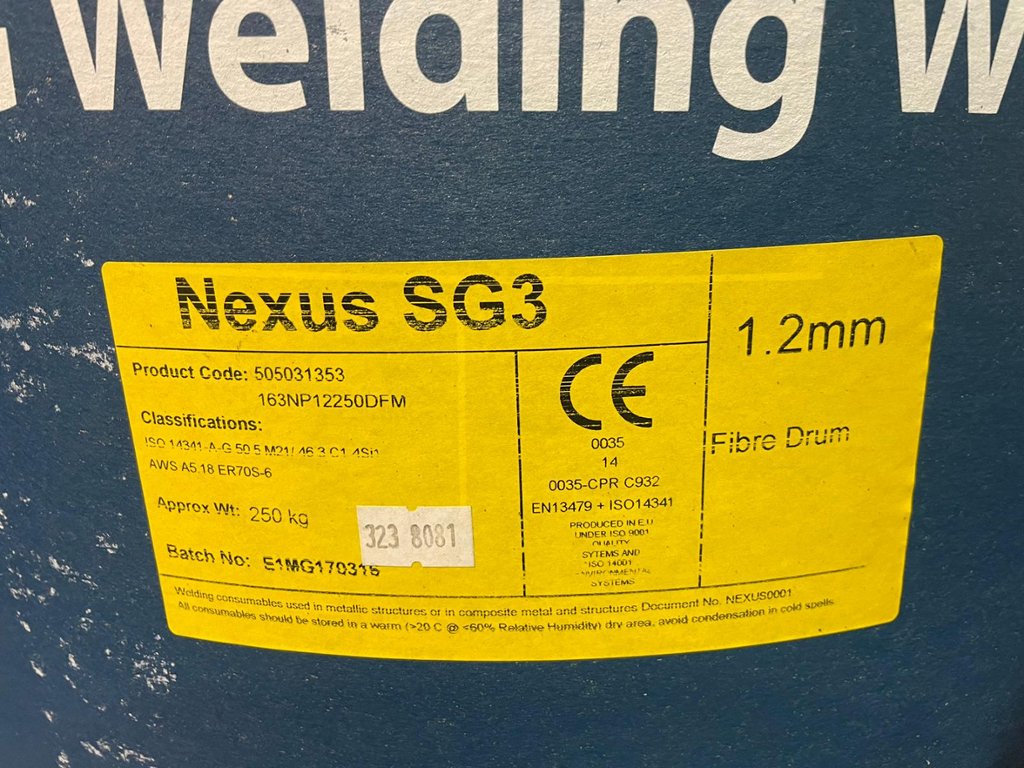 Welding W
Nexus SG3
1.2mm
Fibre Drum
Product Code: 505031353
163NP12250DFM
Classifications:
ISO 14341-A-G 50 5 M21/ 46 3 C1 4Si1
AWS A5.18 ER70S-6
Approx Wt: 250 kg
323 8081
Batch No: E1MG170316
CE
0035
14
0035-CPR C932
EN13479 + ISO14341
PRODUCED IN E.U
UNDER ISO 9001
QUALITY
SYTEMS AND
ISO 14001
ENVIRONMENTAL
SYSTEMS
Welding consumables used in metallic structures or in composite metal and structures Document No. NEXUS0001
All consumables should be stored in a warm (>20 C @ <60% Relative Humidity) dry area, avoid condensation in cold spells